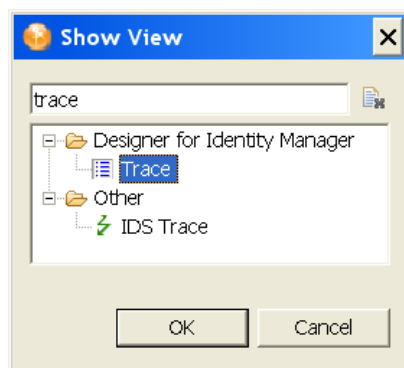 Show View
trace
Designer for Identity Manager
Trace
Other
IDS Trace
OK Cancel